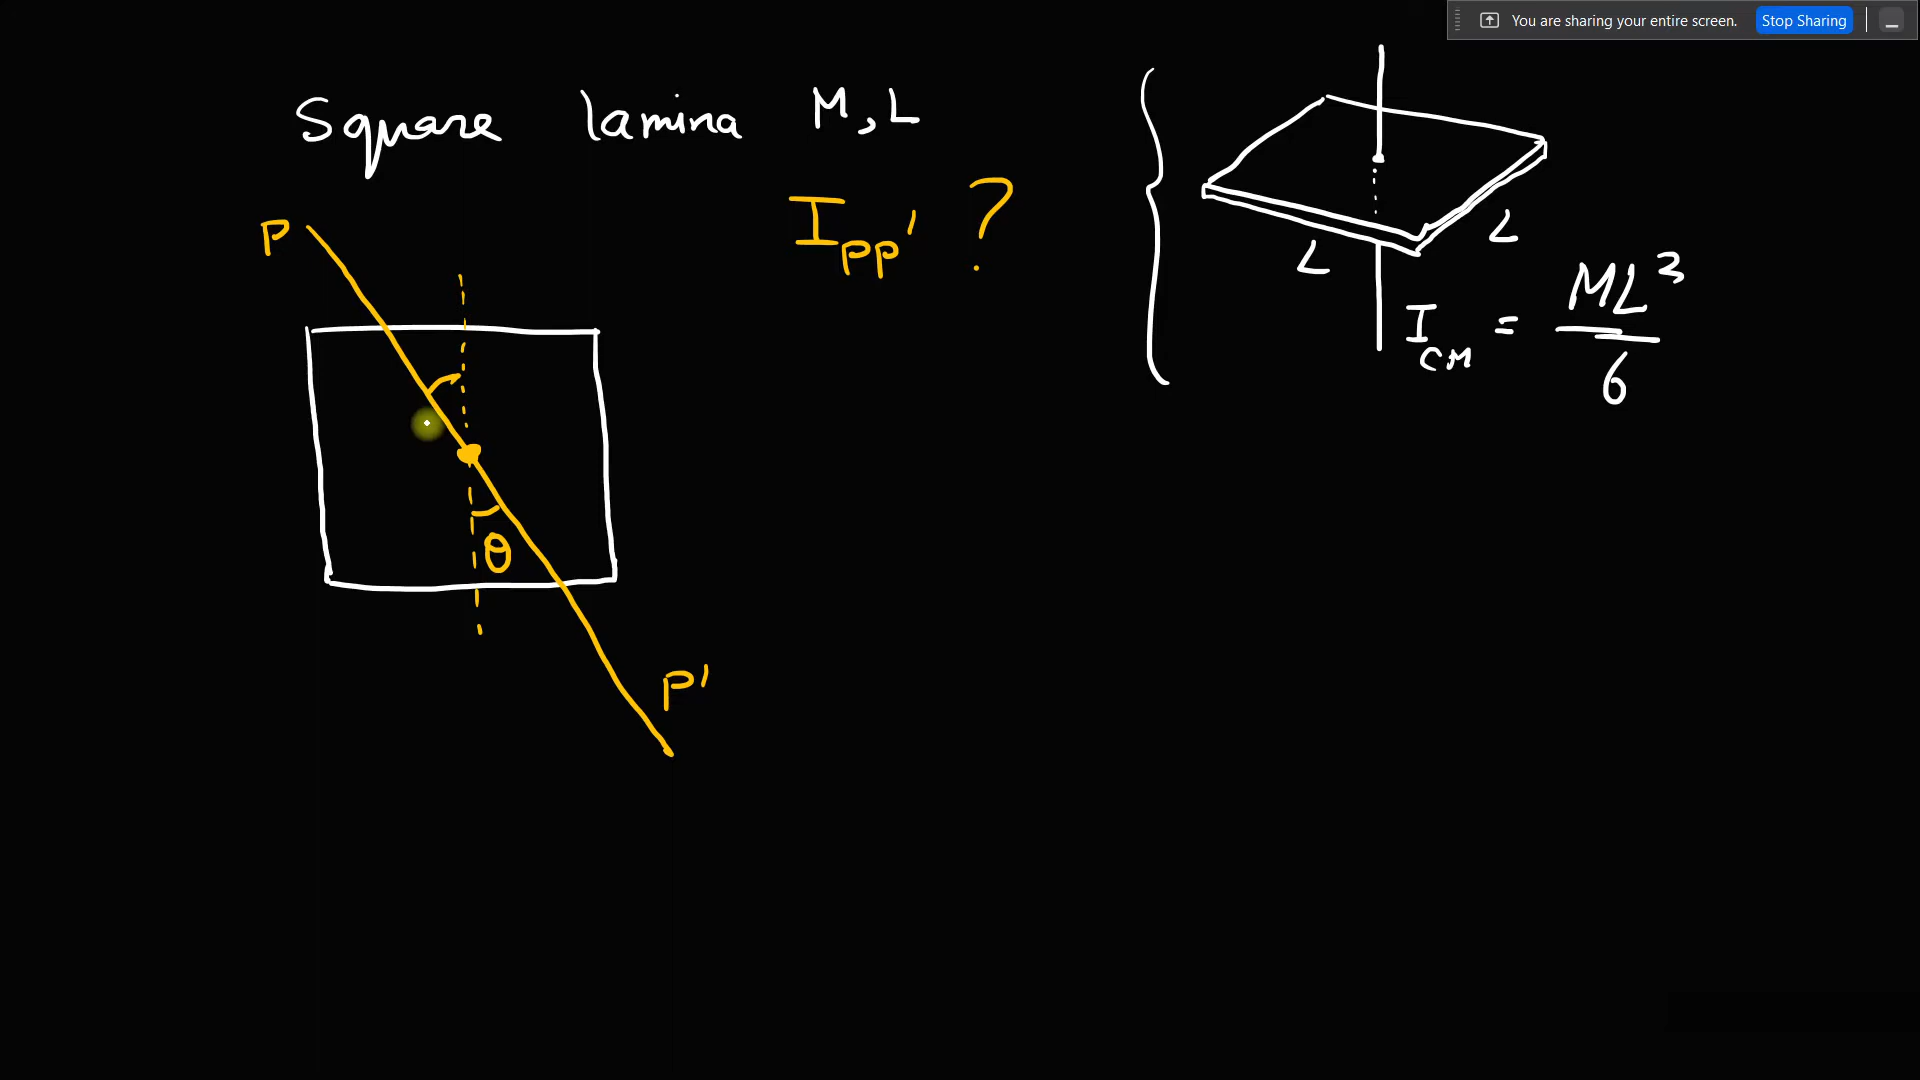 You are sharing your entire screen. Stop Sharing
Square lamina M, L
I_PP' ?
P
θ
P'
L
L
I_CM = ML³/6